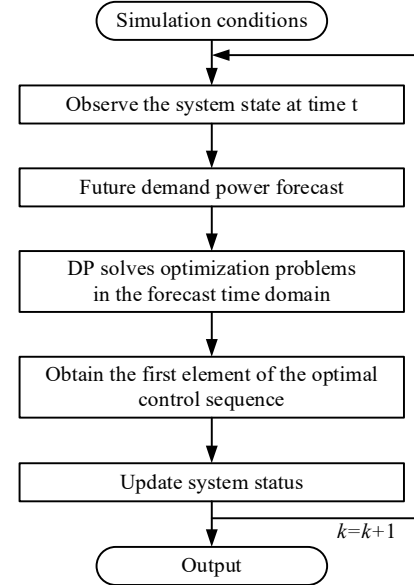 Simulation conditions
Observe the system state at time t
Future demand power forecast
DP solves optimization problems
in the forecast time domain
Obtain the first element of the optimal
control sequence
Update system status
k=k+1
Output